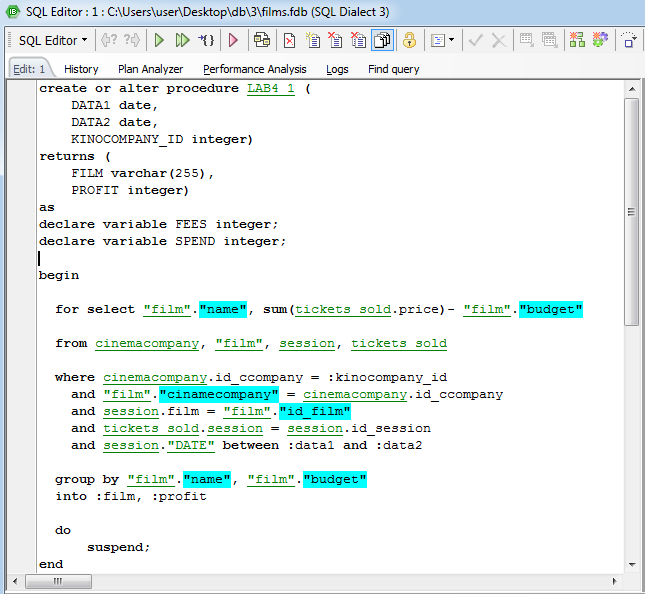 SQL Editor : 1 : C:\Users\user\Desktop\db\3\films.fdb (SQL Dialect 3)
SQL Editor
Edit: 1 History Plan Analyzer Performance Analysis Logs Find query
create or alter procedure LAB4_1 (
DATA1 date,
DATA2 date,
KINOCOMPANY_ID integer)
returns (
FILM varchar(255),
PROFIT integer)
as
declare variable FEES integer;
declare variable SPEND integer;
begin
for select "film"."name", sum(tickets_sold.price)- "film"."budget"
from cinemacompany, "film", session, tickets_sold
where cinemacompany.id_ccompany = :kinocompany_id
and "film"."cinamecompany" = cinemacompany.id_ccompany
and session.film = "film"."id_film"
and tickets_sold.session = session.id_session
and session."DATE" between :data1 and :data2
group by "film"."name", "film"."budget"
into :film, :profit
do
suspend;
end